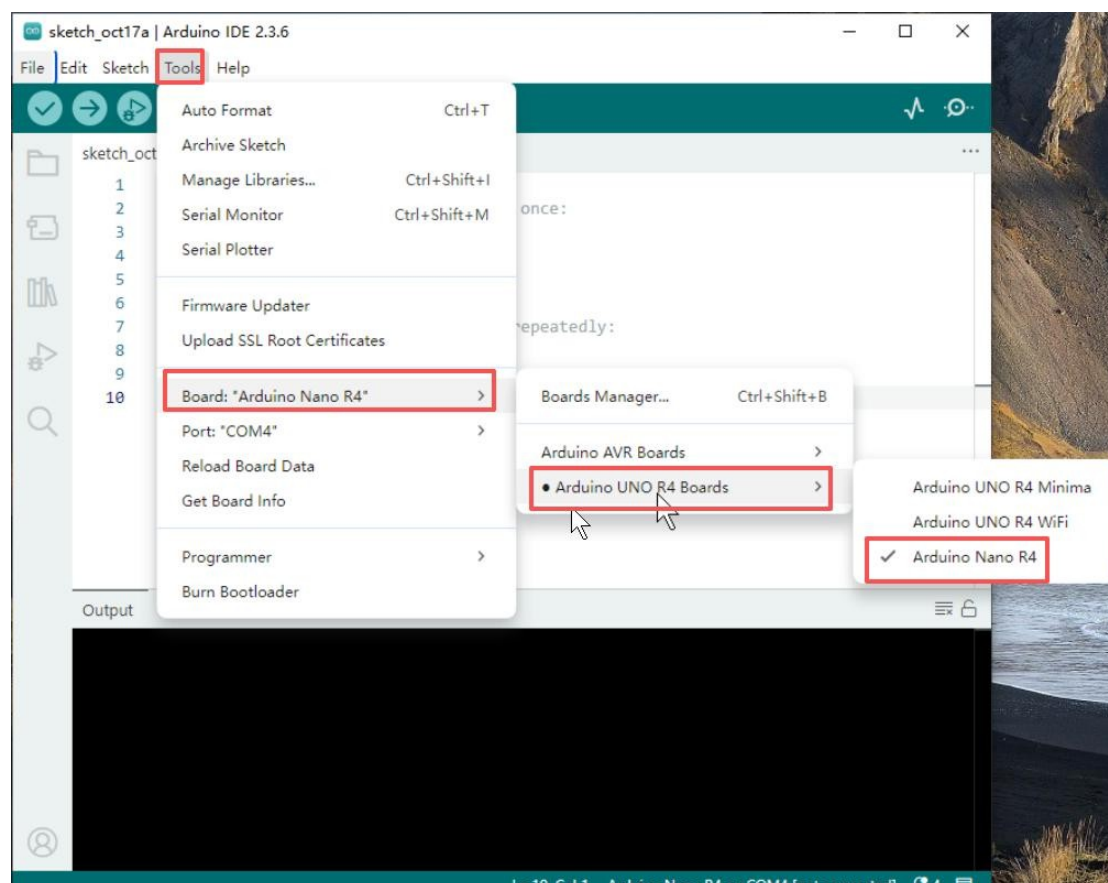 sketch_oct17a | Arduino IDE 2.3.6
File Edit Sketch Tools Help
sketch_oct
Auto Format Ctrl+T
Archive Sketch
Manage Libraries... Ctrl+Shift+I
Serial Monitor Ctrl+Shift+M
Serial Plotter
Firmware Updater
Upload SSL Root Certificates
Board: "Arduino Nano R4"
Port: "COM4"
Reload Board Data
Get Board Info
Programmer
Burn Bootloader
1
2 once:
3
4
5
6
7 repeatedly:
8
9
10
Boards Manager... Ctrl+Shift+B
Arduino AVR Boards
Arduino UNO R4 Boards
Arduino UNO R4 Minima
Arduino UNO R4 WiFi
Arduino Nano R4
Output